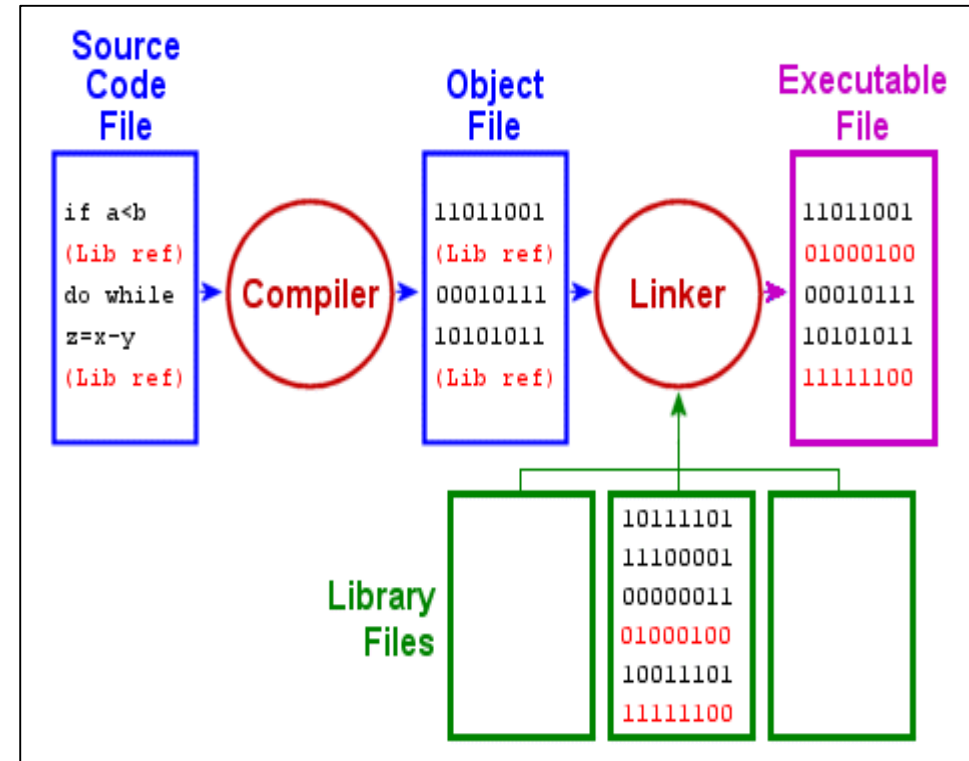 Source
Code
File
Object
File
Executable
File
if a<b
(Lib ref)
do while
z=x-y
(Lib ref)
Compiler
11011001
(Lib ref)
00010111
10101011
(Lib ref)
Linker
11011001
01000100
00010111
10101011
11111100
Library
Files
10111101
11100001
00000011
01000100
10011101
11111100